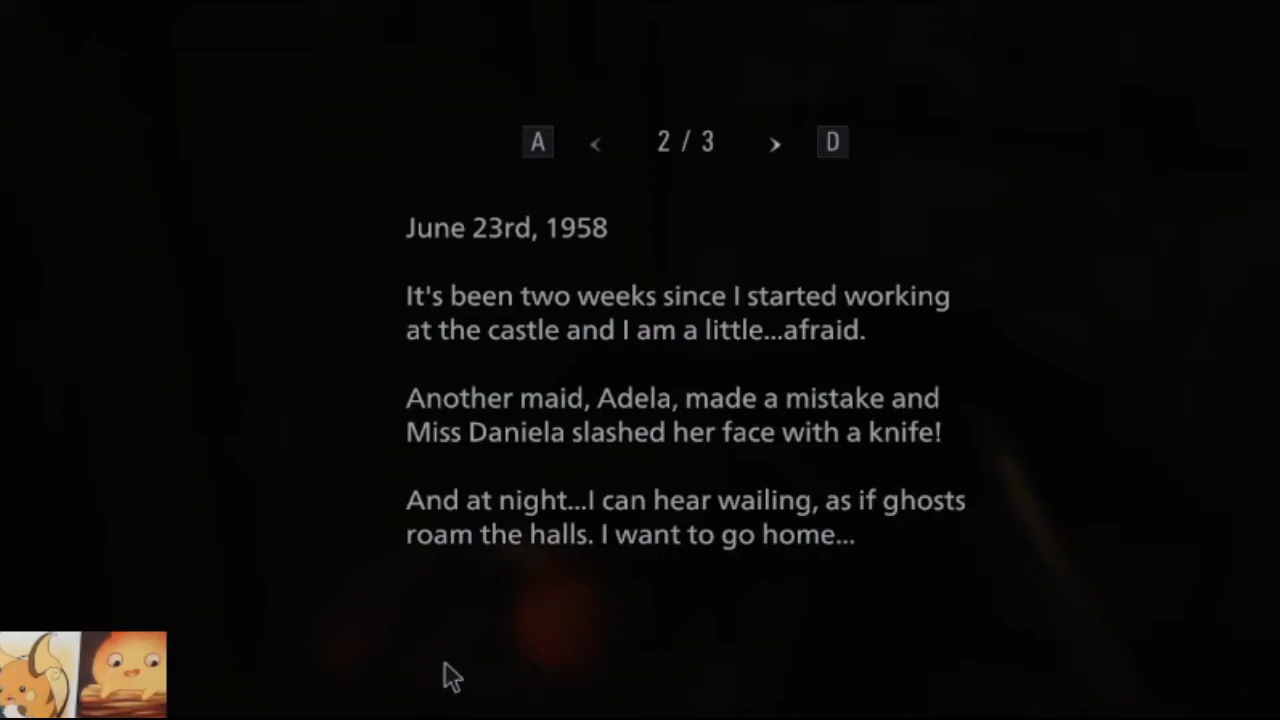 A < 2 / 3 > D
June 23rd, 1958
It's been two weeks since I started working
at the castle and I am a little...afraid.
Another maid, Adela, made a mistake and
Miss Daniela slashed her face with a knife!
And at night...I can hear wailing, as if ghosts
roam the halls. I want to go home...